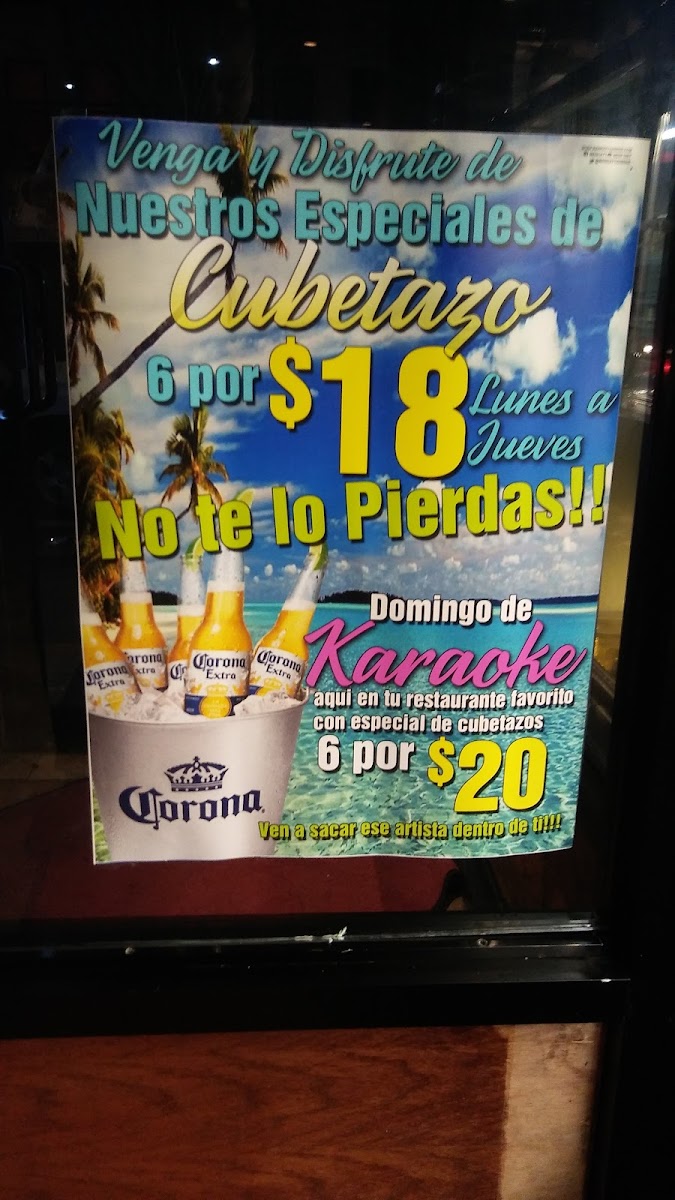 Venga y Disfrute de
Nuestros Especiales de
Cubetazo
6 por $18 Lunes a
Jueves
No te lo Pierdas!!
Domingo de
Karaoke
aqui en tu restaurante favorito
con especial de cubetazos
6 por $20
Ven a sacar ese artista dentro de ti!!!
Corona
Extra
Corona
Extra
Corona
Extra
Corona
Extra
Corona